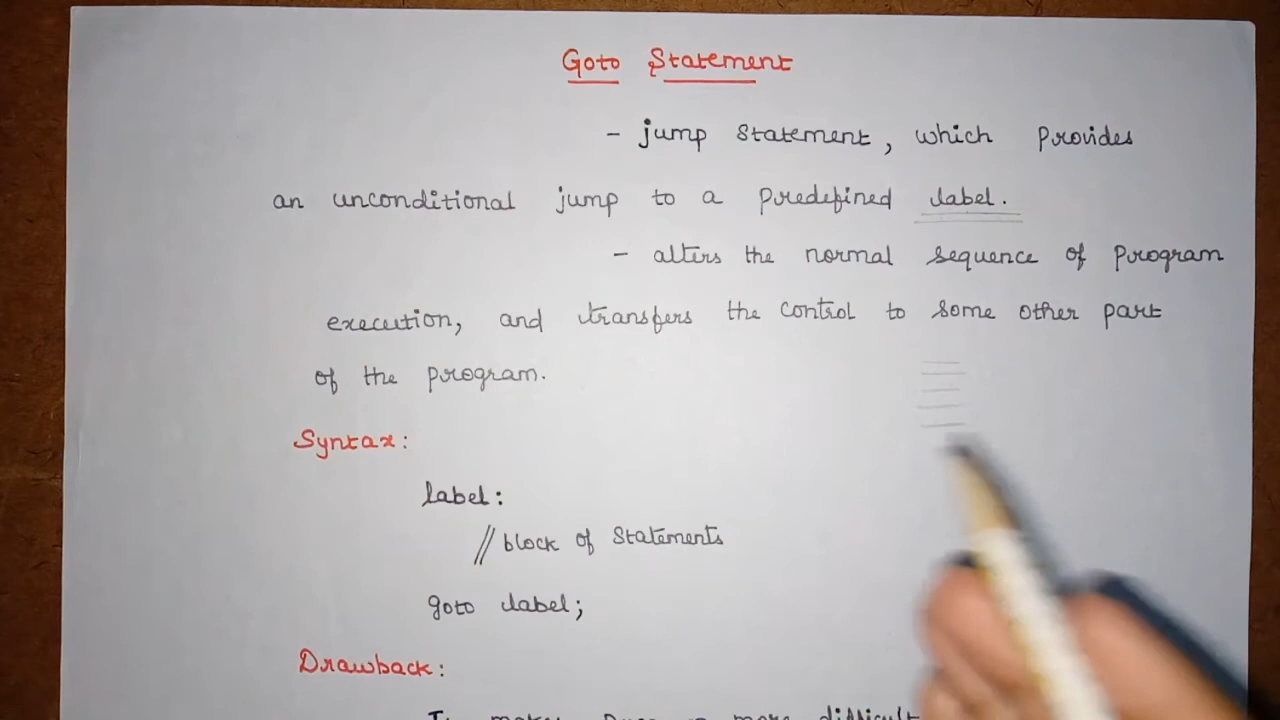 Goto Statement
- jump statement, which provides
an unconditional jump to a predefined label.
- alters the normal sequence of program
execution, and transfers the control to some other part
of the program.
Syntax:
label:
// block of statements
goto label;
Drawback:
more difficult